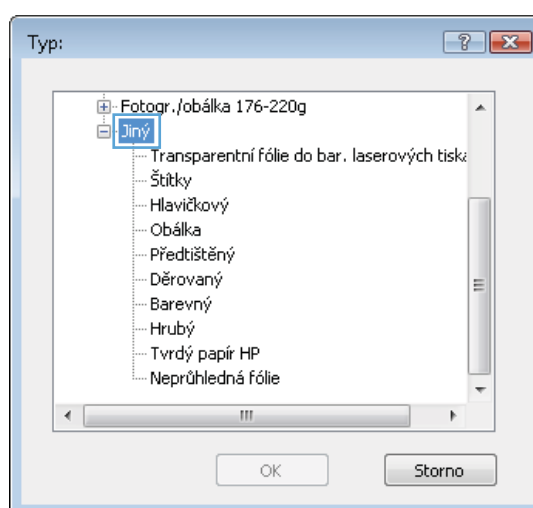 Typ:
Fotogr./obálka 176-220g
Jiný
Transparentní fólie do bar. laserových tiska
Štítky
Hlavičkový
Obálka
Předtištěný
Děrovaný
Barevný
Hrubý
Tvrdý papír HP
Neprůhledná fólie
OK
Storno